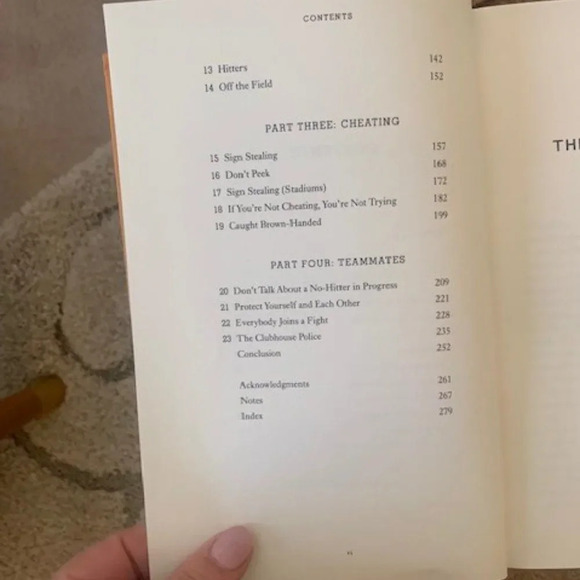 CONTENTS
13 Hitters 142
14 Off the Field 152
PART THREE: CHEATING
15 Sign Stealing 157
16 Don't Peek 168
17 Sign Stealing (Stadiums) 172
18 If You're Not Cheating, You're Not Trying 182
19 Caught Brown-Handed 199
PART FOUR: TEAMMATES
20 Don't Talk About a No-Hitter in Progress 209
21 Protect Yourself and Each Other 221
22 Everybody Joins a Fight 228
23 The Clubhouse Police 235
Conclusion 252
Acknowledgments 261
Notes 267
Index 279